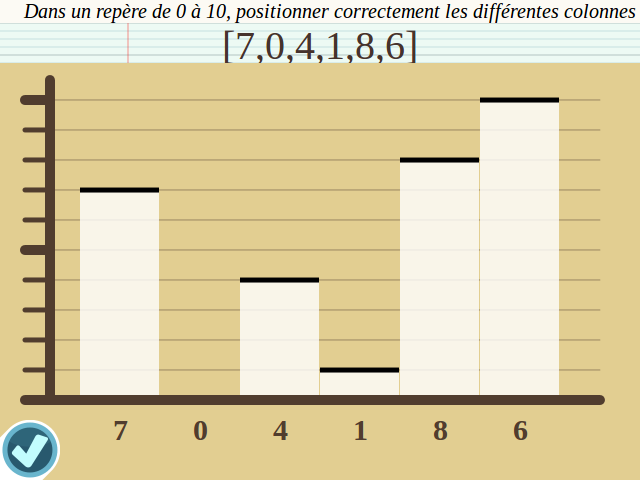 Dans un repère de 0 à 10, positionner correctement les différentes colonnes
[7,0,4,1,8,6]
7 0 4 1 8 6